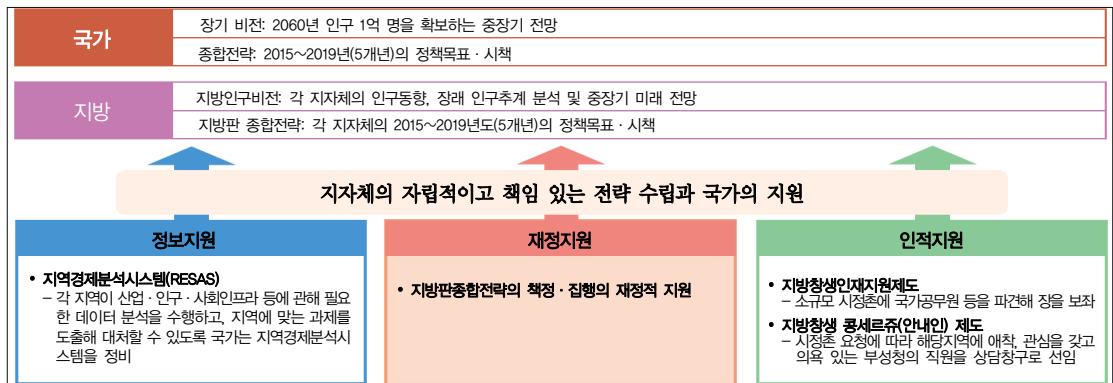 국가
장기 비전: 2060년 인구 1억 명을 확보하는 중장기 전망
종합전략: 2015~2019년(5개년)의 정책목표·시책
지방
지방인구비전: 각 지자체의 인구동향, 장래 인구추계 분석 및 중장기 미래 전망
지방판 종합전략: 각 지자체의 2015~2019년도(5개년)의 정책목표·시책
지자체의 자립적이고 책임 있는 전략 수립과 국가의 지원
정보지원
• 지역경제분석시스템(RESAS)
– 각 지역이 산업·인구·사회인프라 등에 관해 필요
한 데이터 분석을 수행하고, 지역에 맞는 과제를
도출해 대처할 수 있도록 국가는 지역경제분석시
스템을 정비
재정지원
• 지방판종합전략의 책정·집행의 재정적 지원
인적지원
• 지방창생인재지원제도
– 소규모 시정촌에 국가공무원 등을 파견해 장을 보좌
• 지방창생 콩세르쥬(안내인) 제도
– 시정촌 요청에 따라 해당지역에 애착, 관심을 갖고
의욕 있는 부성청의 직원을 상담창구로 선임